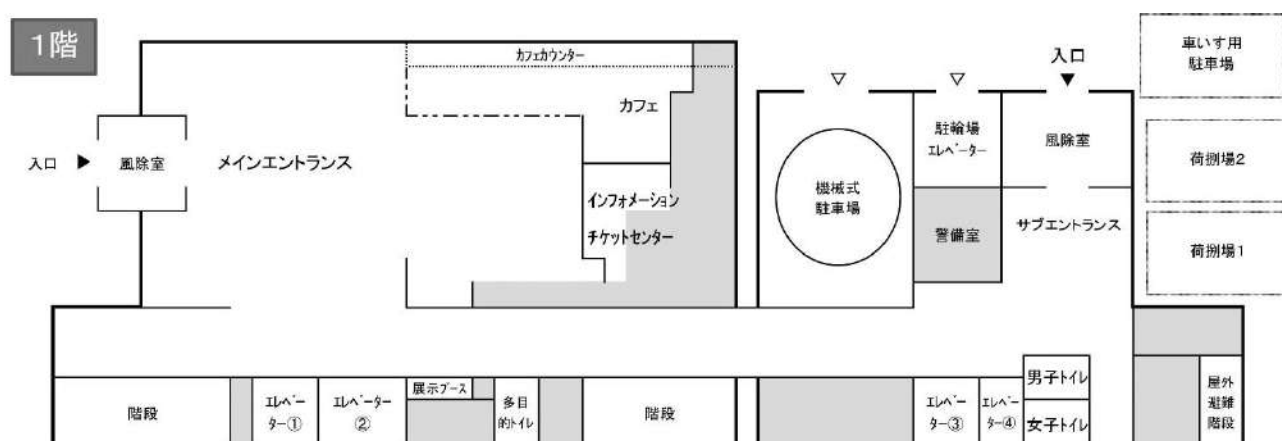 1階
カフェカウンター
カフェ
入口
風除室
メインエントランス
インフォメーション
チケットセンター
機械式
駐車場
駐輪場
エレベーター
警備室
入口
風除室
サブエントランス
車いす用
駐車場
荷捌場2
荷捌場1
階段
エレベー
ター①
エレベーター
②
展示ブース
多目
的トイレ
階段
エレベー
ター③
エレベー
ター④
男子トイレ
女子トイレ
屋外
避難
階段